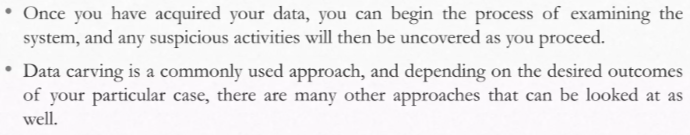 • Once you have acquired your data, you can begin the process of examining the
system, and any suspicious activities will then be uncovered as you proceed.
• Data carving is a commonly used approach, and depending on the desired outcomes
of your particular case, there are many other approaches that can be looked at as
well.